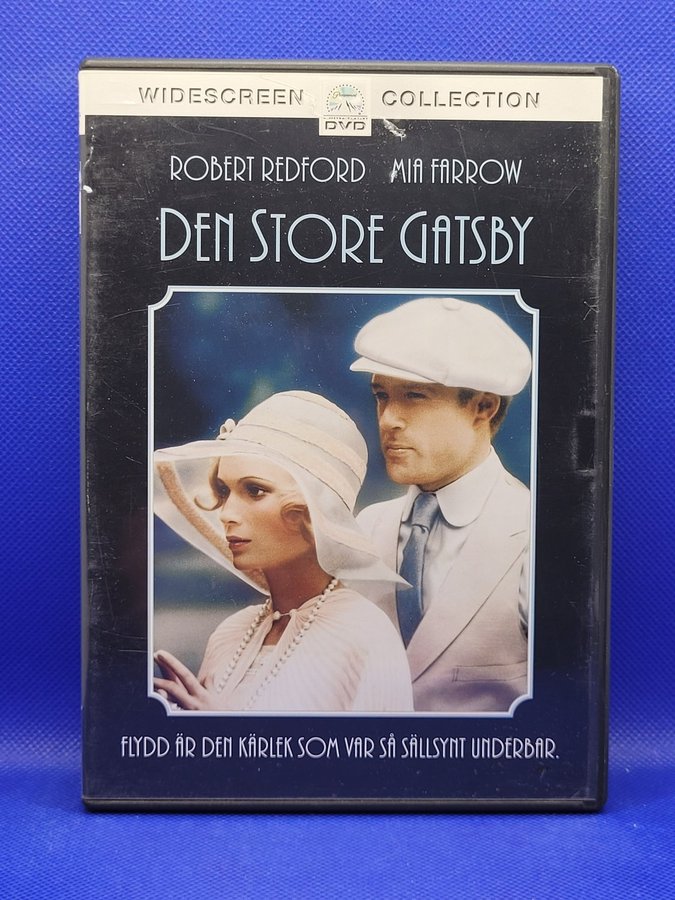 WIDESCREEN COLLECTION
DVD
ROBERT REDFORD MIA FARROW
DEN STORE GATSBY
FLYDD ÄR DEN KÄRLEK SOM VAR SÅ SÄLLSYNT UNDERBAR.